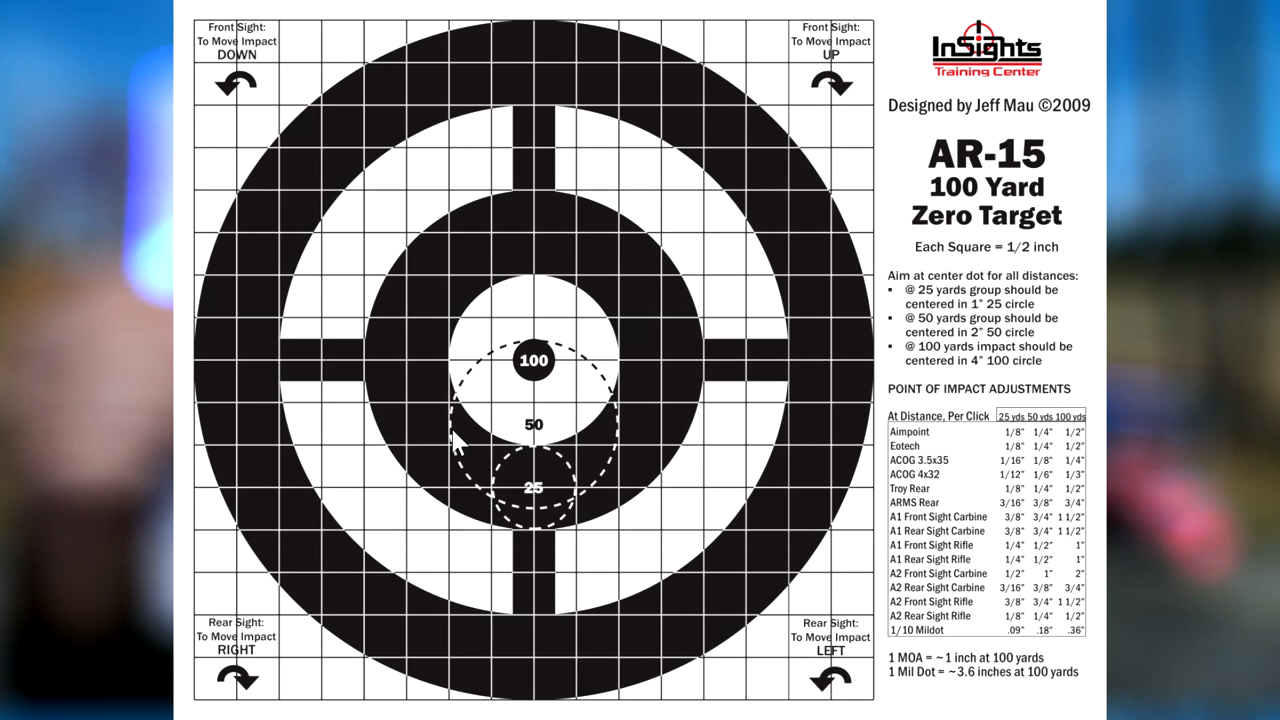 Front Sight:
To Move Impact
DOWN
Front Sight:
To Move Impact
UP
100
50
25
Rear Sight:
To Move Impact
RIGHT
Rear Sight:
To Move Impact
LEFT
InSights
Training Center
Designed by Jeff Mau ©2009
AR-15
100 Yard
Zero Target
Each Square = 1/2 inch
Aim at center dot for all distances:
▪ @ 25 yards group should be
centered in 1" 25 circle
▪ @ 50 yards group should be
centered in 2" 50 circle
▪ @ 100 yards impact should be
centered in 4" 100 circle
POINT OF IMPACT ADJUSTMENTS
At Distance, Per Click 25 yds 50 yds 100 yds
Aimpoint 1/8" 1/4" 1/2"
Eotech 1/8" 1/4" 1/2"
ACOG 3.5x35 1/16" 1/8" 1/4"
ACOG 4x32 1/12" 1/6" 1/3"
Troy Rear 1/8" 1/4" 1/2"
ARMS Rear 3/16" 3/8" 3/4"
A1 Front Sight Carbine 3/8" 3/4" 1 1/2"
A1 Rear Sight Carbine 3/8" 3/4" 1 1/2"
A1 Front Sight Rifle 1/4" 1/2" 1"
A1 Rear Sight Rifle 1/4" 1/2" 1"
A2 Front Sight Carbine 1/2" 1" 2"
A2 Rear Sight Carbine 3/16" 3/8" 3/4"
A2 Front Sight Rifle 3/8" 3/4" 1 1/2"
A2 Rear Sight Rifle 1/8" 1/4" 1/2"
1/10 Mildot .09" .18" .36"
1 MOA = ~1 inch at 100 yards
1 Mil Dot = ~3.6 inches at 100 yards